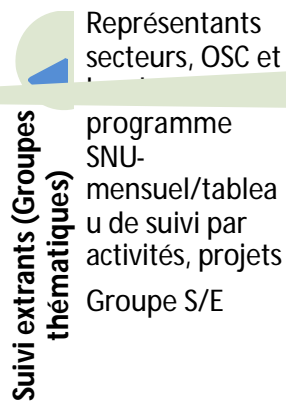 Représentants
secteurs, OSC et
programme
SNU-
mensuel/tablea
u de suivi par
activités, projets
Groupe S/E
Suivi extrants (Groupes
thématiques)